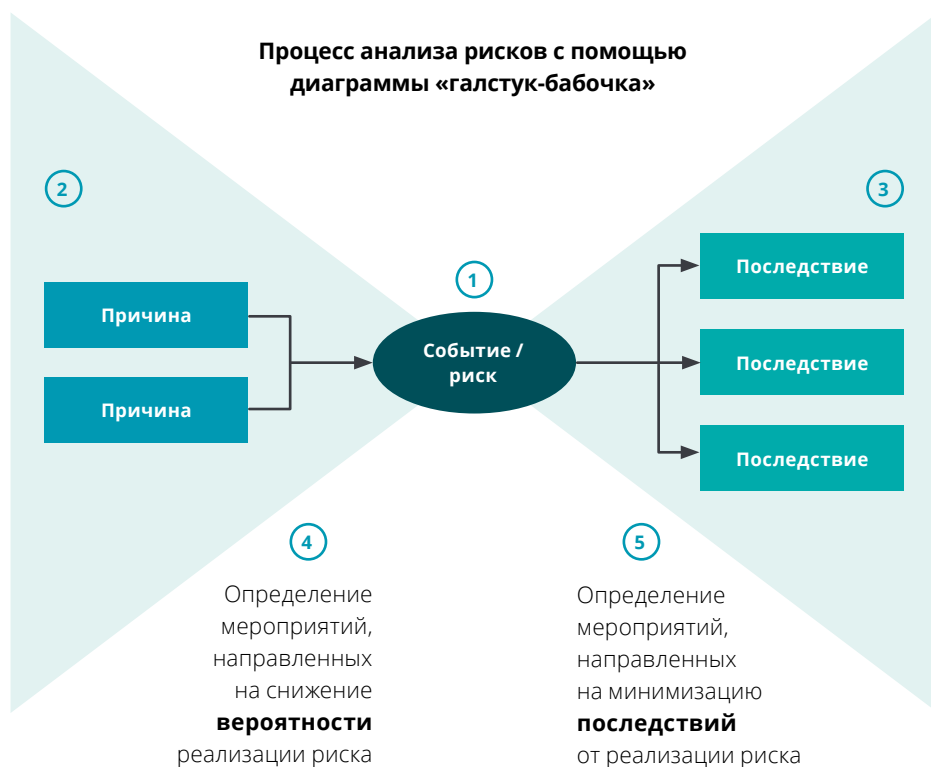 Процесс анализа рисков с помощью
диаграммы «галстук-бабочка»
2
3
1
Причина
Причина
Событие /
риск
Последствие
Последствие
Последствие
4
Определение
мероприятий,
направленных
на снижение
вероятности
реализации риска
5
Определение
мероприятий,
направленных
на минимизацию
последствий
от реализации риска